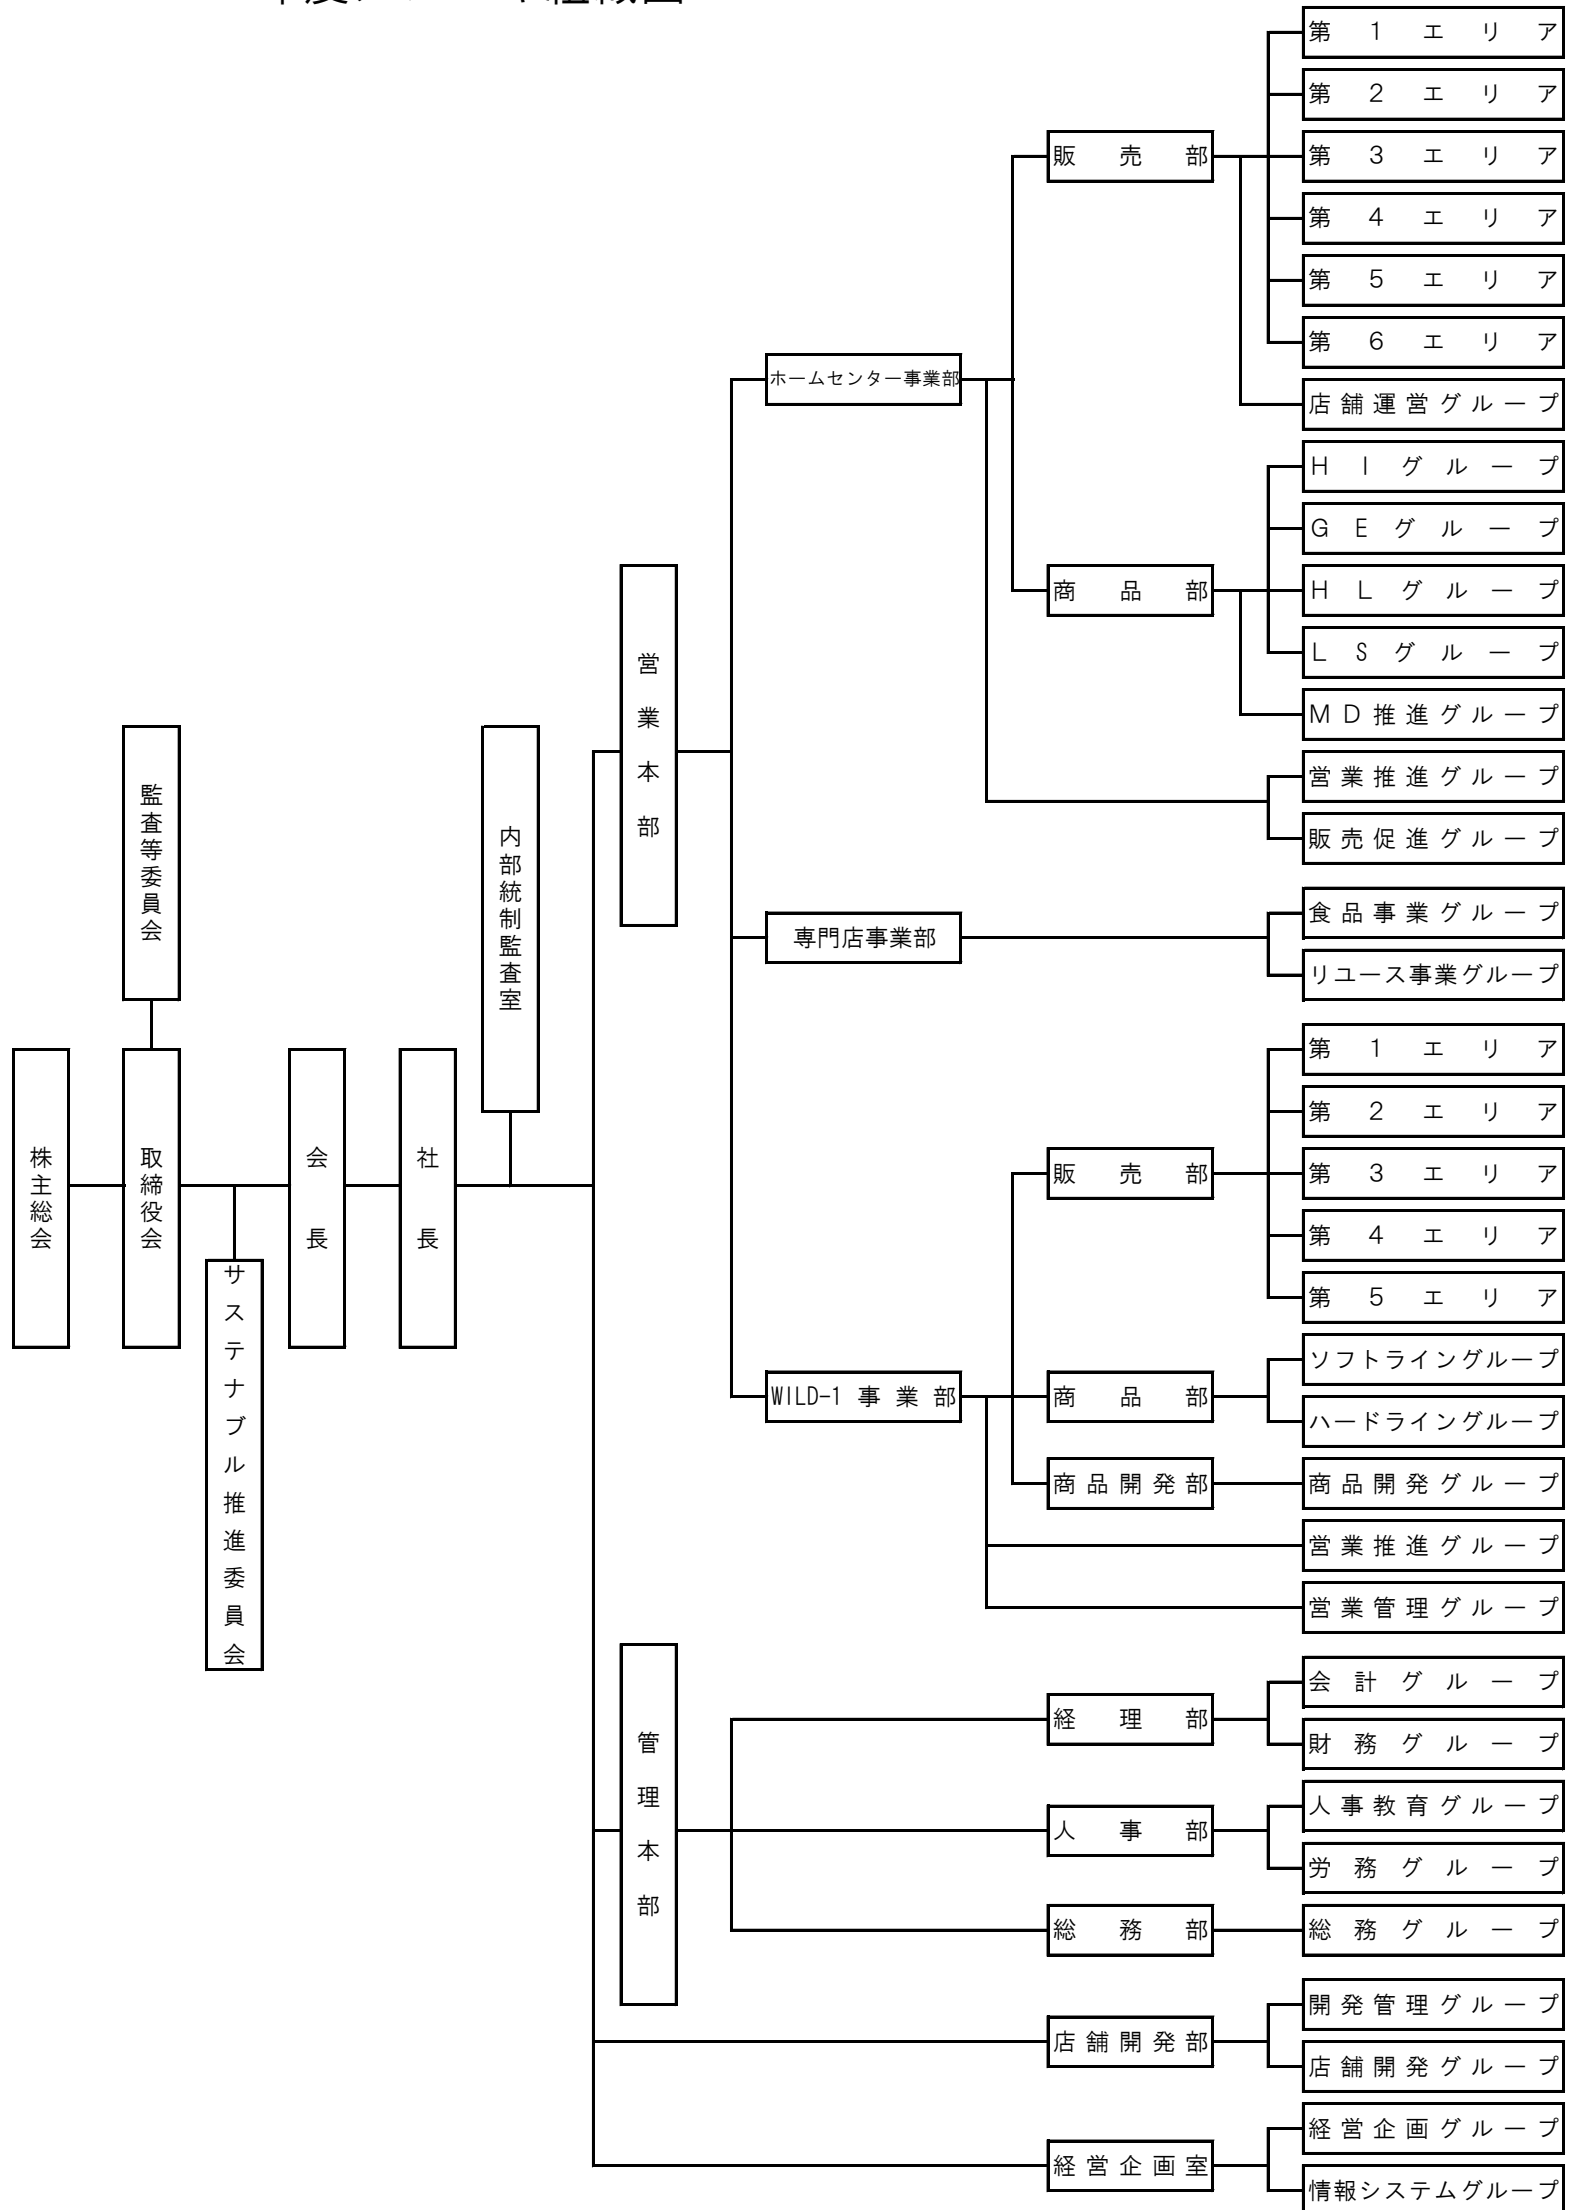 第1エリア
第2エリア
販売部
第3エリア
第4エリア
第5エリア
第6エリア
ホームセンター事業部
店舗運営グループ
HIグループ
GEグループ
商品部
HLグループ
LSグループ
MD推進グループ
営業本部
営業推進グループ
販売促進グループ
監査等委員会
内部統制監査室
食品事業グループ
専門店事業部
リユース事業グループ
第1エリア
第2エリア
株主総会
取締役会
会長
社長
販売部
第3エリア
第4エリア
第5エリア
サステナブル推進委員会
ソフトライングループ
WILD-1事業部
商品部
ハードライングループ
商品開発部
商品開発グループ
営業推進グループ
営業管理グループ
管理本部
会計グループ
経理部
財務グループ
人事教育グループ
人事部
労務グループ
総務部
総務グループ
開発管理グループ
店舗開発部
店舗開発グループ
経営企画グループ
経営企画室
情報システムグループ